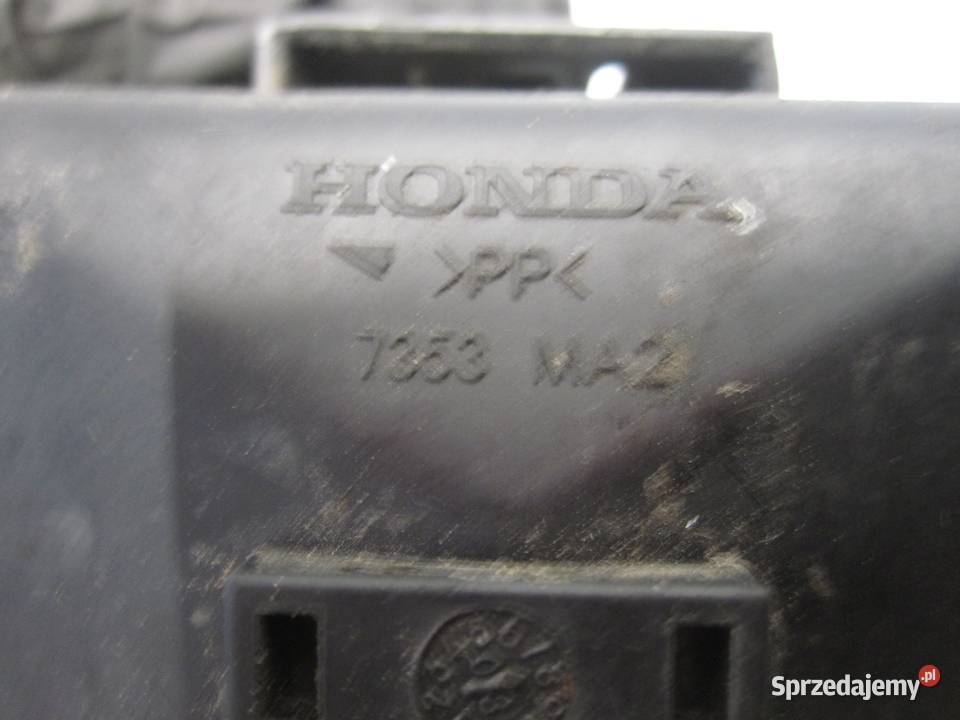 HONDA
>PP<
7353 MA2
Sprzedajemy.pl